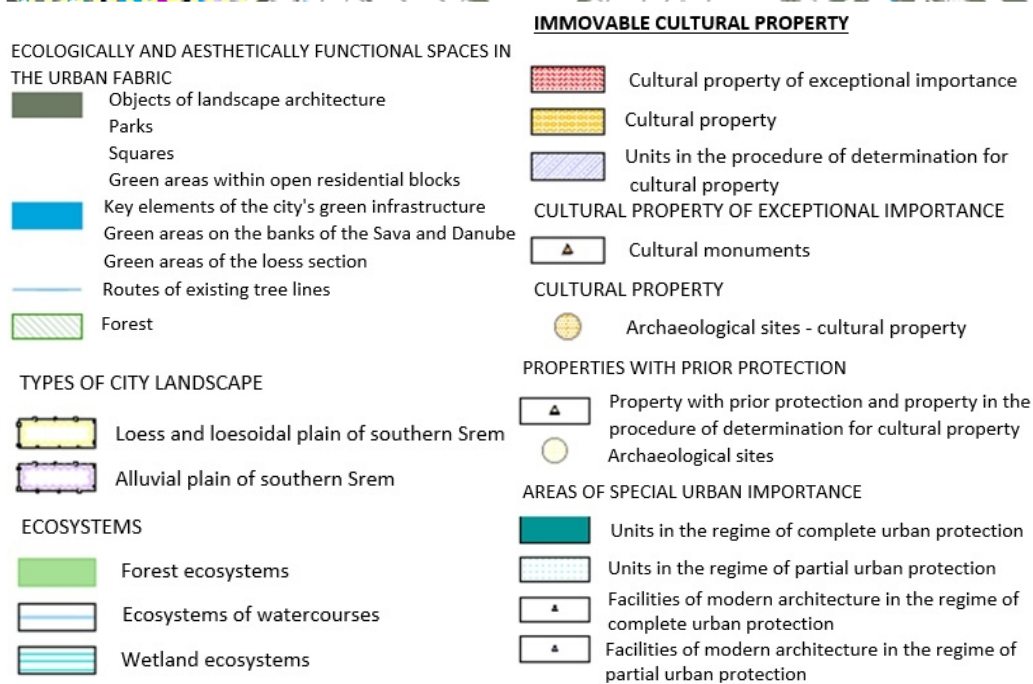 ECOLOGICALLY AND AESTHETICALLY FUNCTIONAL SPACES IN
THE URBAN FABRIC
Objects of landscape architecture
Parks
Squares
Green areas within open residential blocks
Key elements of the city's green infrastructure
Green areas on the banks of the Sava and Danube
Green areas of the loess section
Routes of existing tree lines
Forest
TYPES OF CITY LANDSCAPE
Loess and loesoidal plain of southern Srem
Alluvial plain of southern Srem
ECOSYSTEMS
Forest ecosystems
Ecosystems of watercourses
Wetland ecosystems
IMMOVABLE CULTURAL PROPERTY
Cultural property of exceptional importance
Cultural property
Units in the procedure of determination for
cultural property
CULTURAL PROPERTY OF EXCEPTIONAL IMPORTANCE
Cultural monuments
CULTURAL PROPERTY
Archaeological sites - cultural property
PROPERTIES WITH PRIOR PROTECTION
Property with prior protection and property in the
procedure of determination for cultural property
Archaeological sites
AREAS OF SPECIAL URBAN IMPORTANCE
Units in the regime of complete urban protection
Units in the regime of partial urban protection
Facilities of modern architecture in the regime of
complete urban protection
Facilities of modern architecture in the regime of
partial urban protection